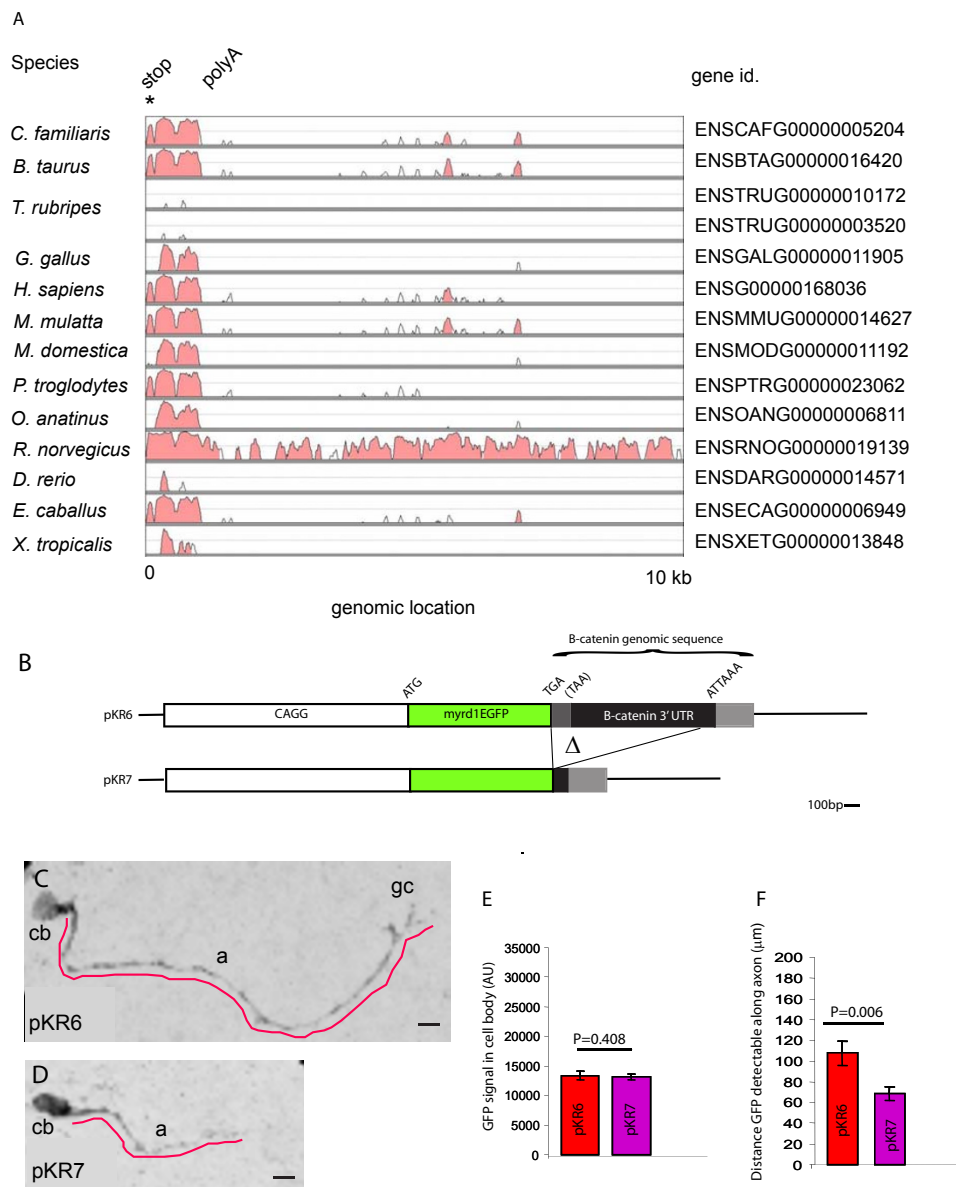 A
Species
stop
*
polyA
gene id.
C. familiaris
ENSCAFG00000005204
B. taurus
ENSBTAG00000016420
T. rubripes
ENSTRUG00000010172
ENSTRUG00000003520
G. gallus
ENSGALG00000011905
H. sapiens
ENSG00000168036
M. mulatta
ENSMMUG00000014627
M. domestica
ENSMODG00000011192
P. troglodytes
ENSPTRG00000023062
O. anatinus
ENSOANG00000006811
R. norvegicus
ENSRNOG00000019139
D. rerio
ENSDARG00000014571
E. caballus
ENSECAG00000006949
X. tropicalis
ENSXETG00000013848
0
10 kb
genomic location
B
B-catenin genomic sequence
ATG
TGA
(TAA)
ATTAAA
pKR6
CAGG
myrd1EGFP
B-catenin 3' UTR
Δ
pKR7
100bp
C
cb
a
gc
pKR6
D
cb
a
pKR7
E
GFP signal in cell body (AU)
35000
30000
25000
20000
15000
10000
5000
0
P=0.408
pKR6
pKR7
F
Distance GFP detectable along axon (μm)
200
180
160
140
120
100
80
60
40
20
0
P=0.006
pKR6
pKR7